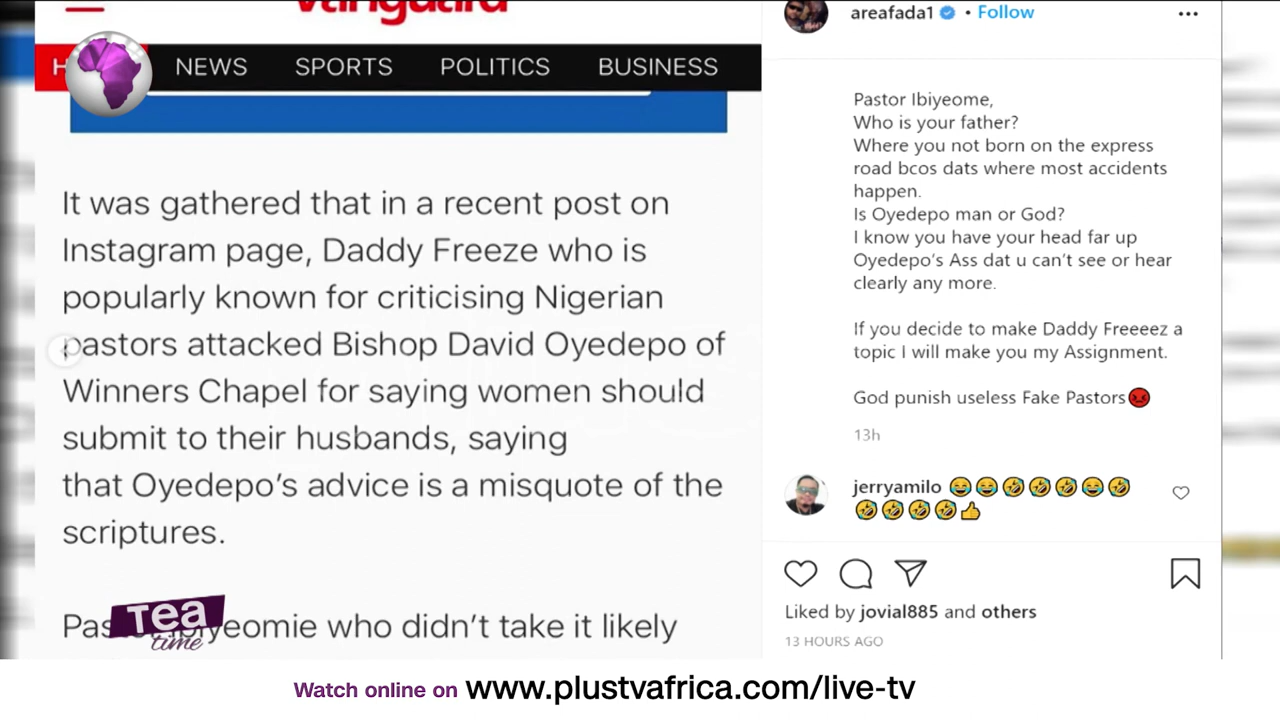 vanguard
NEWS SPORTS POLITICS BUSINESS
It was gathered that in a recent post on
Instagram page, Daddy Freeze who is
popularly known for criticising Nigerian
pastors attacked Bishop David Oyedepo of
Winners Chapel for saying women should
submit to their husbands, saying
that Oyedepo's advice is a misquote of the
scriptures.
Pas yeomie who didn't take it likely
Tea
time
areafada1 • Follow
Pastor Ibiyeome,
Who is your father?
Where you not born on the express
road bcos dats where most accidents
happen.
Is Oyedepo man or God?
I know you have your head far up
Oyedepo's Ass dat u can't see or hear
clearly any more.
If you decide to make Daddy Freeeez a
topic I will make you my Assignment.
God punish useless Fake Pastors😡
13h
jerryamilo 😂😂🤣🤣🤣😂🤣
🤣🤣🤣🤣👍
Liked by jovial885 and others
13 HOURS AGO
Watch online on www.plustvafrica.com/live-tv